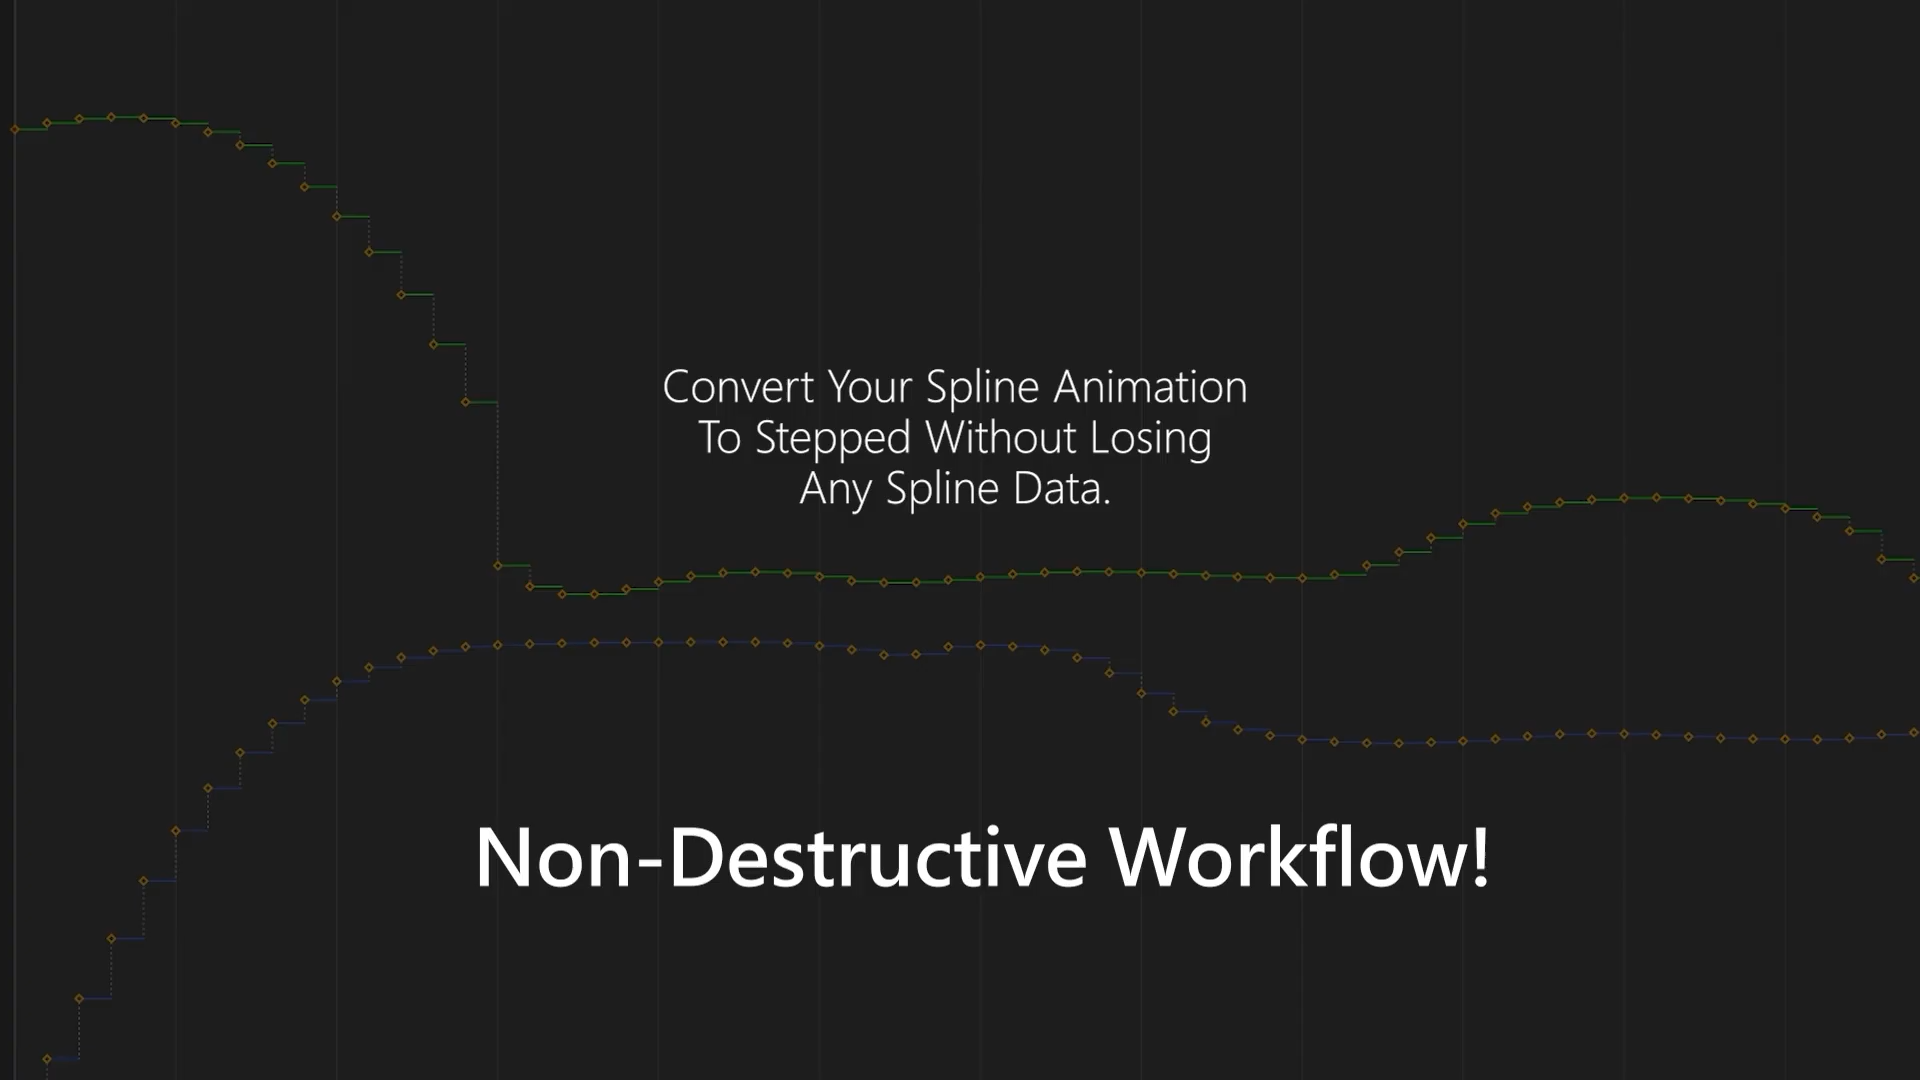 Convert Your Spline Animation
To Stepped Without Losing
Any Spline Data.
Non-Destructive Workflow!